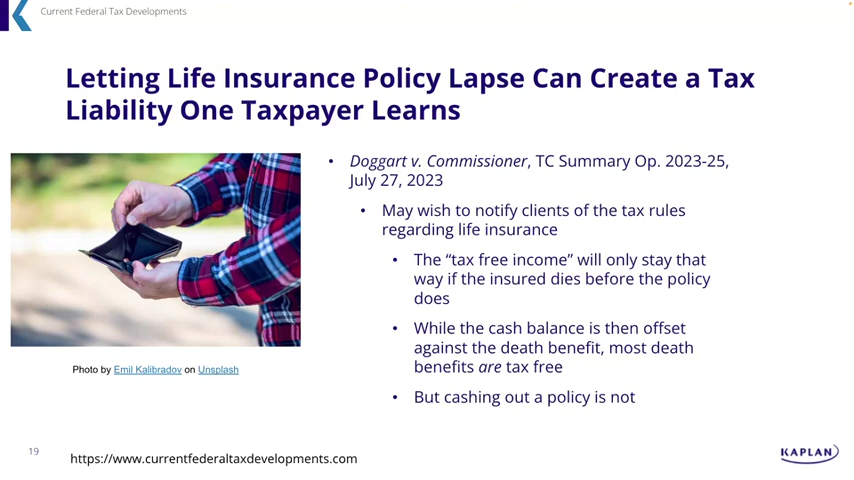 Current Federal Tax Developments
Letting Life Insurance Policy Lapse Can Create a Tax
Liability One Taxpayer Learns
• Doggart v. Commissioner, TC Summary Op. 2023-25,
July 27, 2023
• May wish to notify clients of the tax rules
regarding life insurance
• The “tax free income” will only stay that
way if the insured dies before the policy
does
• While the cash balance is then offset
against the death benefit, most death
benefits are tax free
• But cashing out a policy is not
Photo by Emil Kalibradov on Unsplash
19
https://www.currentfederaltaxdevelopments.com
KAPLAN